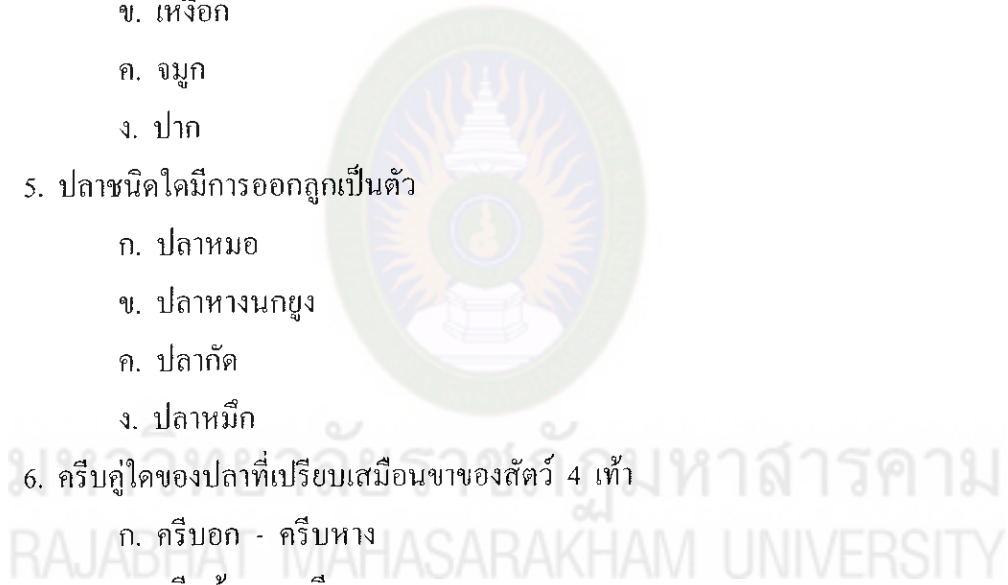 ข. เหงือก
ค. จมูก
ง. ปาก
5. ปลาชนิดใดมีการออกลูกเป็นตัว
ก. ปลาหมอ
ข. ปลาหางนกยูง
ค. ปลากัด
ง. ปลาหมึก
มหาวิทยาลัยราชภัฏมหาสารคาม
6. ครีบคู่ใดของปลาที่เปรียบเสมือนขาของสัตว์ 4 เท้า
ก. ครีบอก - ครีบหาง
RAJABHAT MAHASARAKHAM UNIVERSITY